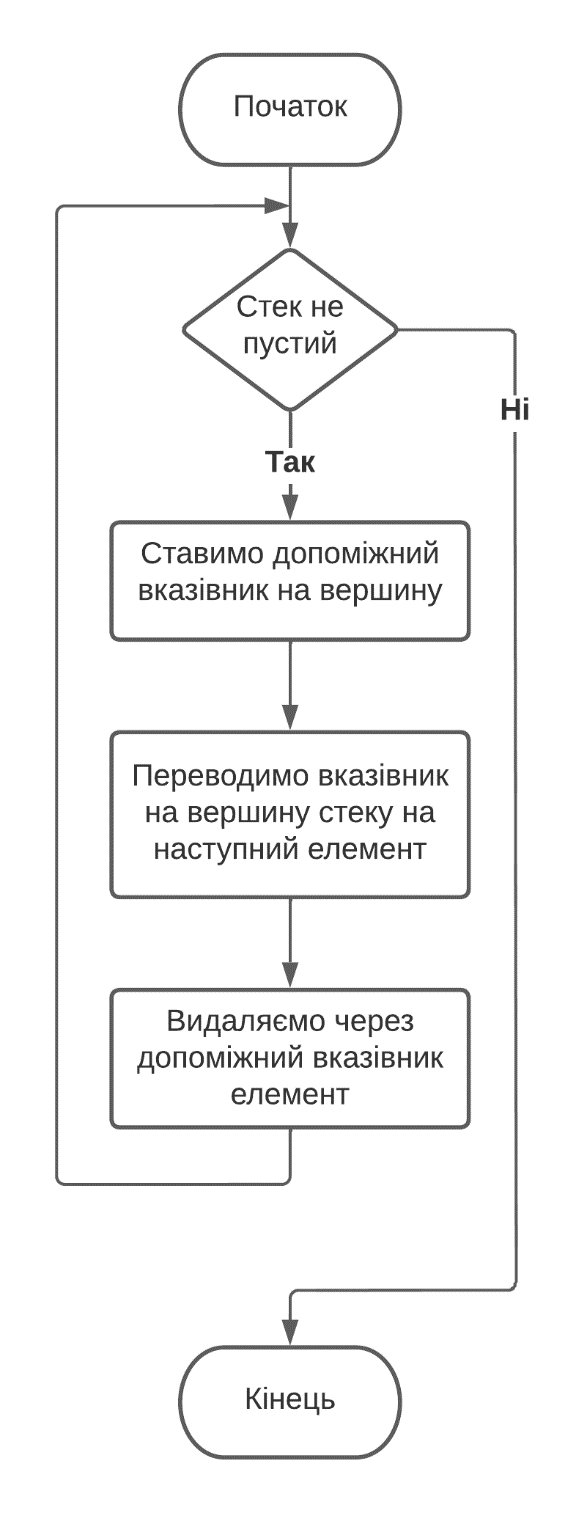 Початок
Стек не
пустий
Ні
Так
Ставимо допоміжний
вказівник на вершину
Переводимо вказівник
на вершину стеку на
наступний елемент
Видаляємо через
допоміжний вказівник
елемент
Кінець